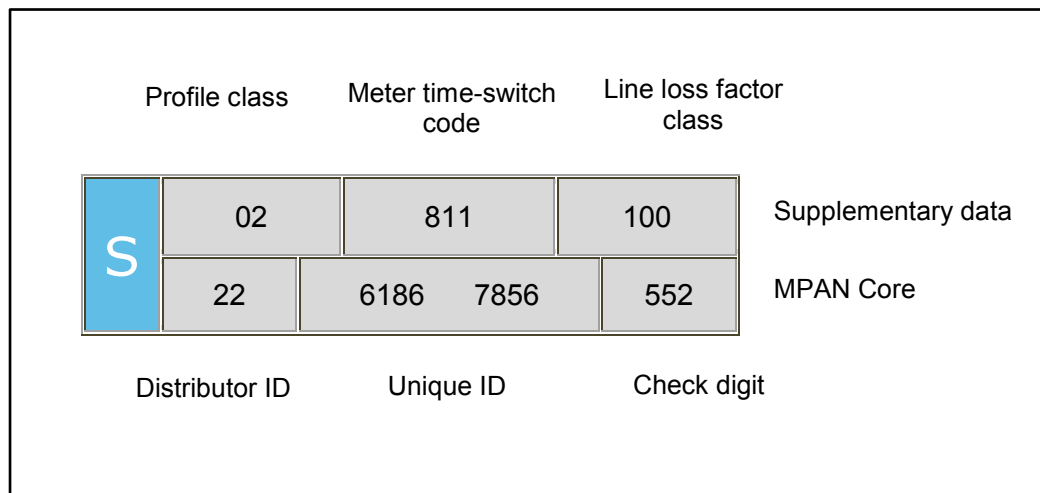 Profile class
Meter time-switch
code
Line loss factor
class
S
02 811 100
Supplementary data
22 6186 7856 552
MPAN Core
Distributor ID Unique ID Check digit